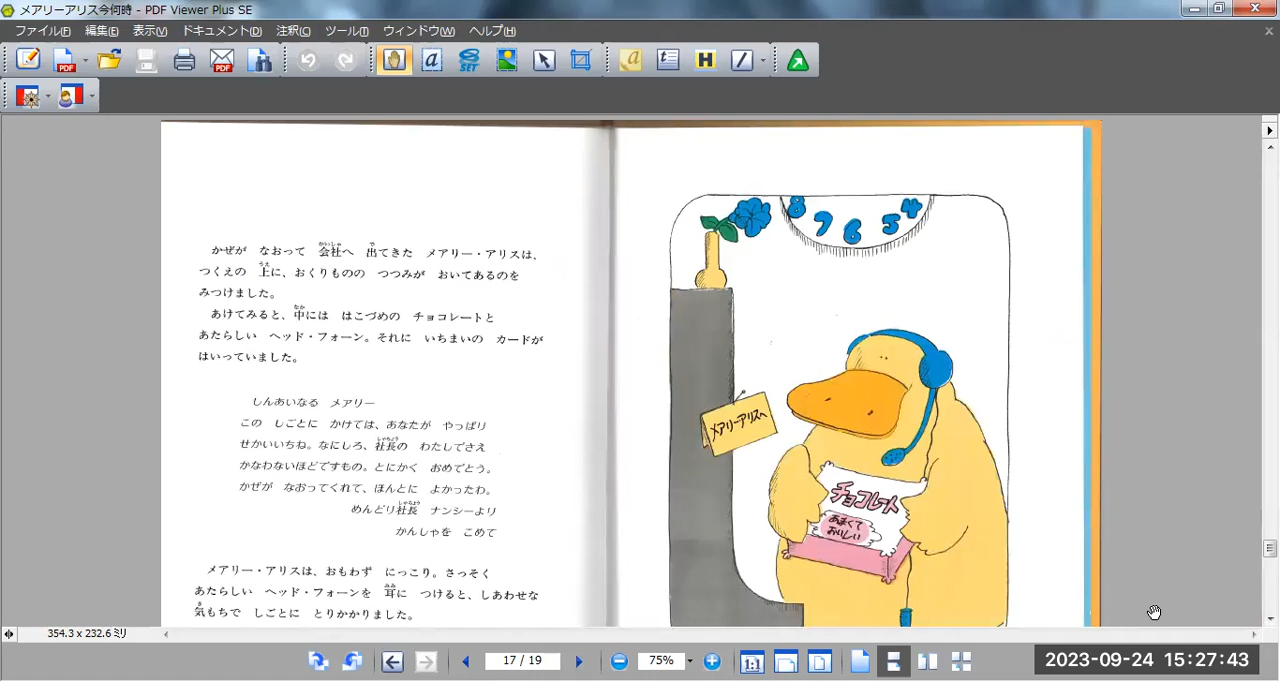 メアリーアリス今何時 - PDF Viewer Plus SE
ファイル(F) 編集(E) 表示(V) ドキュメント(D) 注釈(C) ツール(T) ウィンドウ(W) ヘルプ(H)
かぜが なおって 会社へ 出てきた メアリー・アリスは、
つくえの 上に、おくりものの つつみが おいてあるのを
みつけました。
あけてみると、中には はこづめの チョコレートと
あたらしい ヘッド・フォーン。それに いちまいの カードが
はいっていました。
しんあいなる メアリー
この しごとに かけては、あなたが やっぱり
せかいいちね。なにしろ、社長の わたしでさえ
かなわないほどですもの。とにかく おめでとう。
かぜが なおってくれて、ほんとに よかったわ。
めんどり社長 ナンシーより
かんしゃを こめて
メアリー・アリスは、おもわず にっこり。さっそく
あたらしい ヘッド・フォーンを 耳に つけると、しあわせな
気もちで しごとに とりかかりました。
8 7 6 5 4
メアリーアリスへ
チョコレート
あまくて
おいしい
354.3 x 232.6 ミリ
17 / 19
75%
1:1
2023-09-24 15:27:43